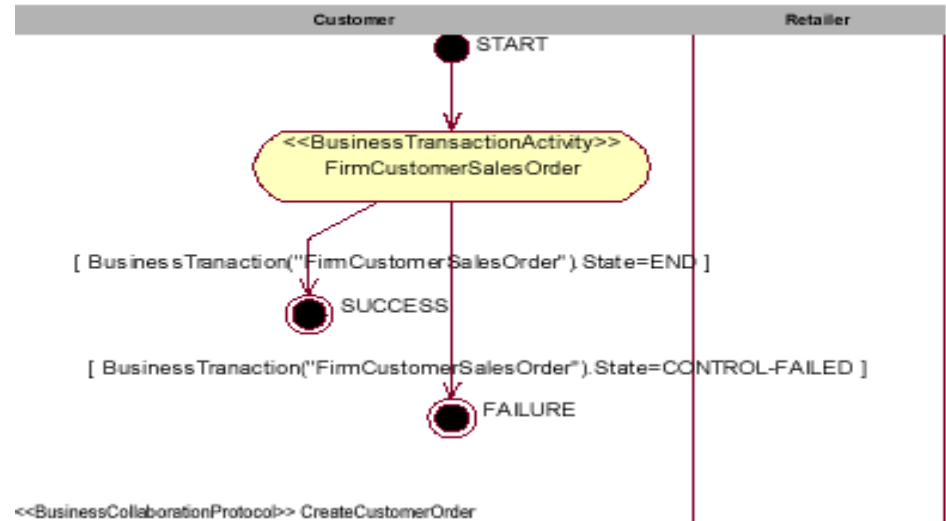 Customer
Retailer
START
<<BusinessTransactionActivity>>
FirmCustomerSalesOrder
[ BusinessTranaction("FirmCustomerSalesOrder").State=END ]
SUCCESS
[ BusinessTranaction("FirmCustomerSalesOrder").State=CONTROL-FAILED ]
FAILURE
<<BusinessCollaborationProtocol>> CreateCustomerOrder